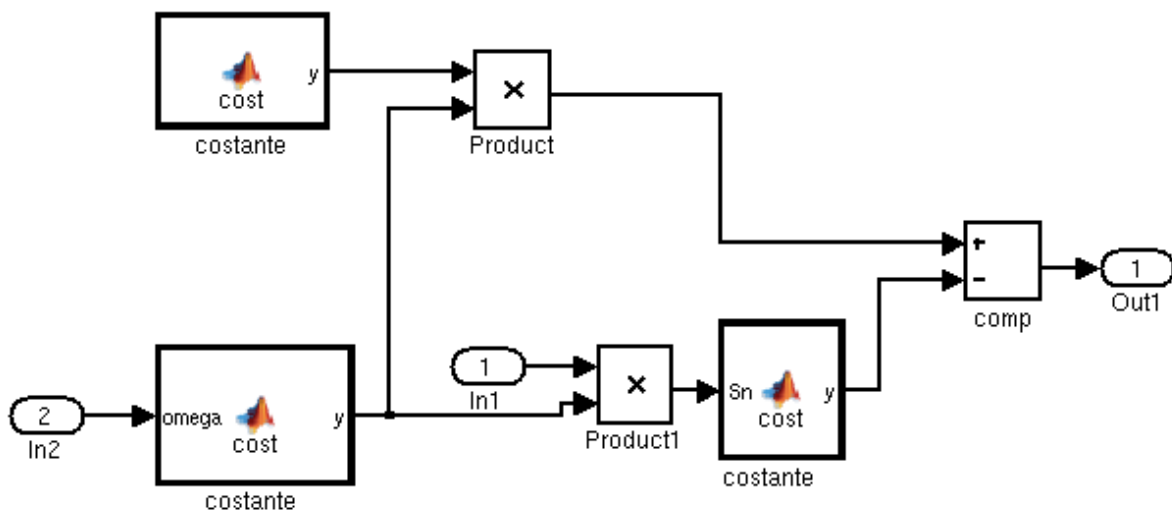 y
cost
costante
×
Product
+
−
comp
1
Out1
2
In2
omega
y
cost
costante
1
In1
×
Product1
Sn
y
cost
costante